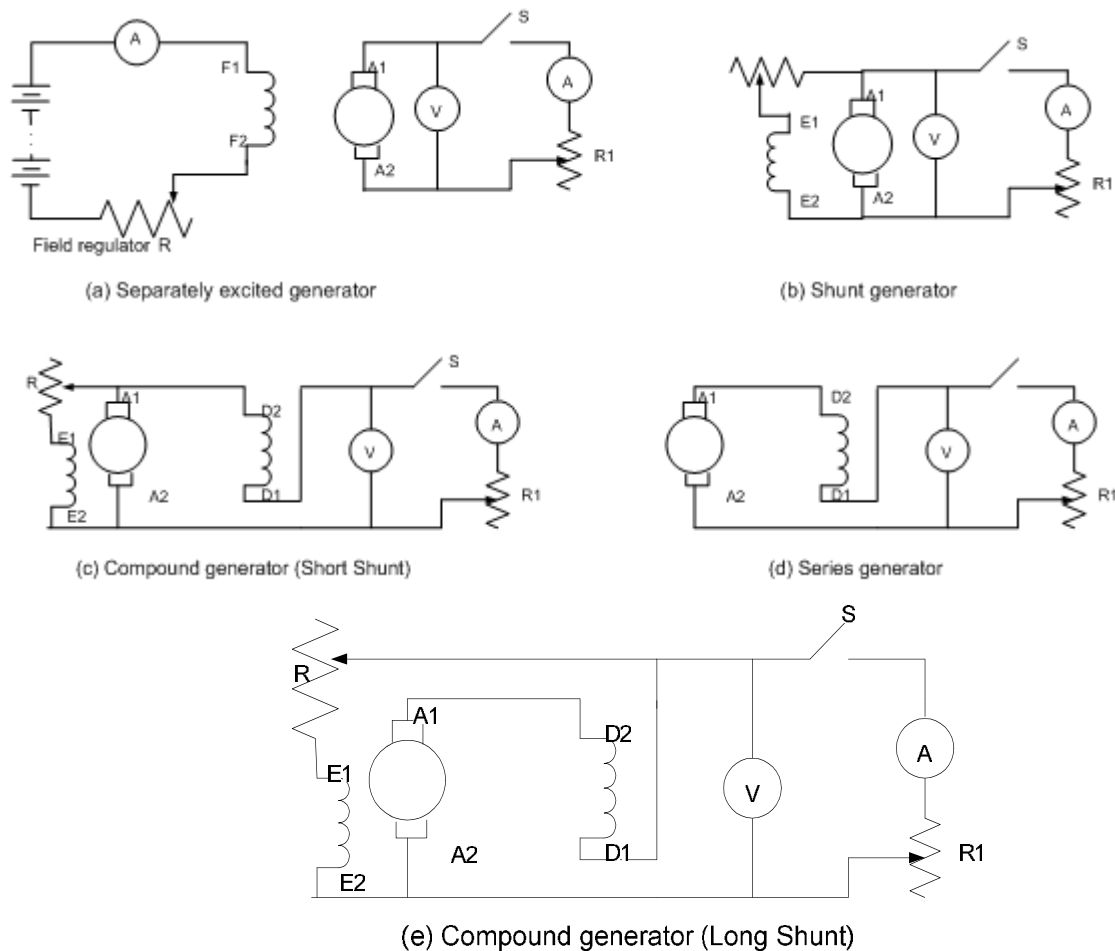 A
F1
F2
Field regulator R
A1
A2
V
S
A
R1
(a) Separately excited generator
E1
E2
A1
A2
V
S
A
R1
(b) Shunt generator
R
E1
E2
A1
A2
D2
D1
V
S
A
R1
(c) Compound generator (Short Shunt)
A1
A2
D2
D1
V
A
R1
(d) Series generator
R
E1
E2
A1
A2
D2
D1
V
S
A
R1
(e) Compound generator (Long Shunt)